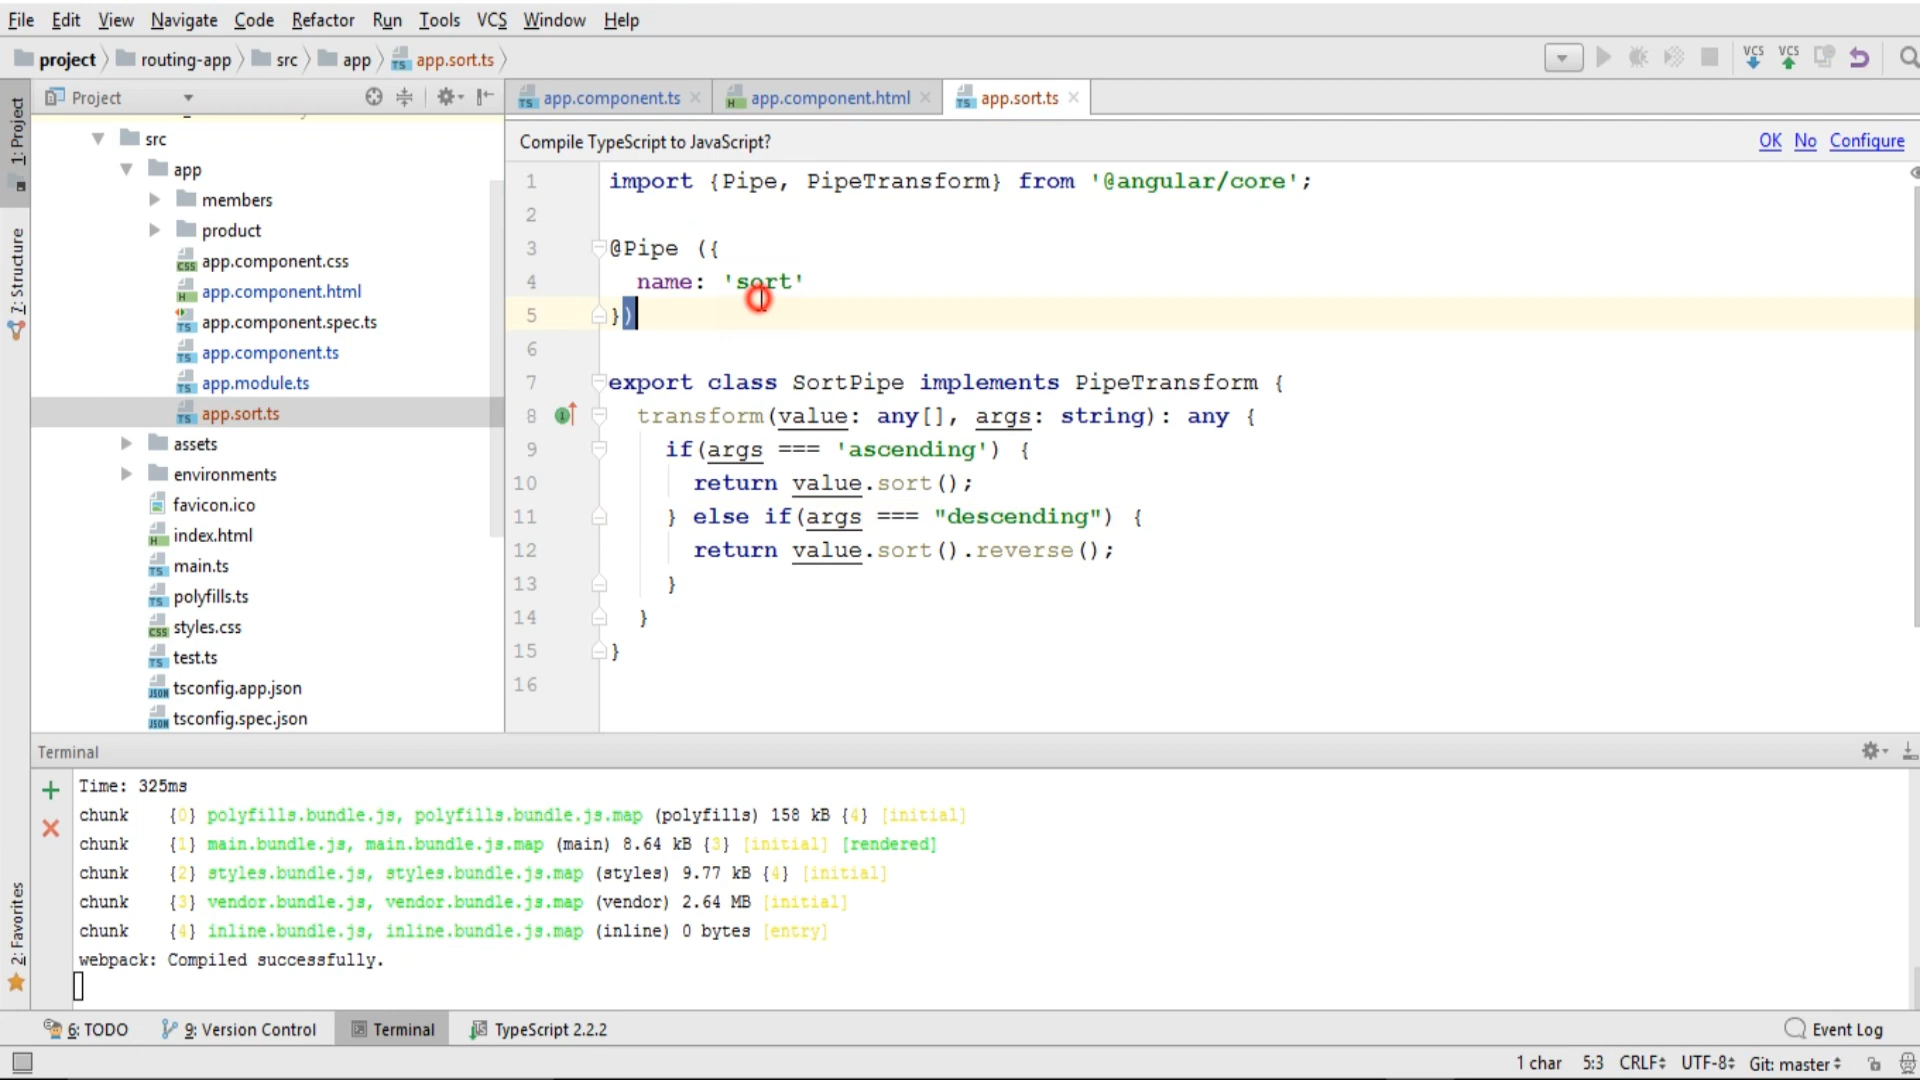 File Edit View Navigate Code Refactor Run Tools VCS Window Help
project routing-app src app app.sort.ts VCS VCS
1: Project
7: Structure
2: Favorites
Project
app.component.ts app.component.html app.sort.ts
src
app
members
product
app.component.css
app.component.html
app.component.spec.ts
app.component.ts
app.module.ts
app.sort.ts
assets
environments
favicon.ico
index.html
main.ts
polyfills.ts
styles.css
test.ts
tsconfig.app.json
tsconfig.spec.json
Compile TypeScript to JavaScript? OK No Configure
1 import {Pipe, PipeTransform} from '@angular/core';
2
3 @Pipe ({
4 name: 'sort'
5 })
6
7 export class SortPipe implements PipeTransform {
8 transform(value: any[], args: string): any {
9 if(args === 'ascending') {
10 return value.sort();
11 } else if(args === "descending") {
12 return value.sort().reverse();
13 }
14 }
15 }
16
Terminal
Time: 325ms
chunk {0} polyfills.bundle.js, polyfills.bundle.js.map (polyfills) 158 kB {4} [initial]
chunk {1} main.bundle.js, main.bundle.js.map (main) 8.64 kB {3} [initial] [rendered]
chunk {2} styles.bundle.js, styles.bundle.js.map (styles) 9.77 kB {4} [initial]
chunk {3} vendor.bundle.js, vendor.bundle.js.map (vendor) 2.64 MB [initial]
chunk {4} inline.bundle.js, inline.bundle.js.map (inline) 0 bytes [entry]
webpack: Compiled successfully.
6: TODO 9: Version Control Terminal TypeScript 2.2.2 Event Log
1 char 5:3 CRLF UTF-8 Git: master